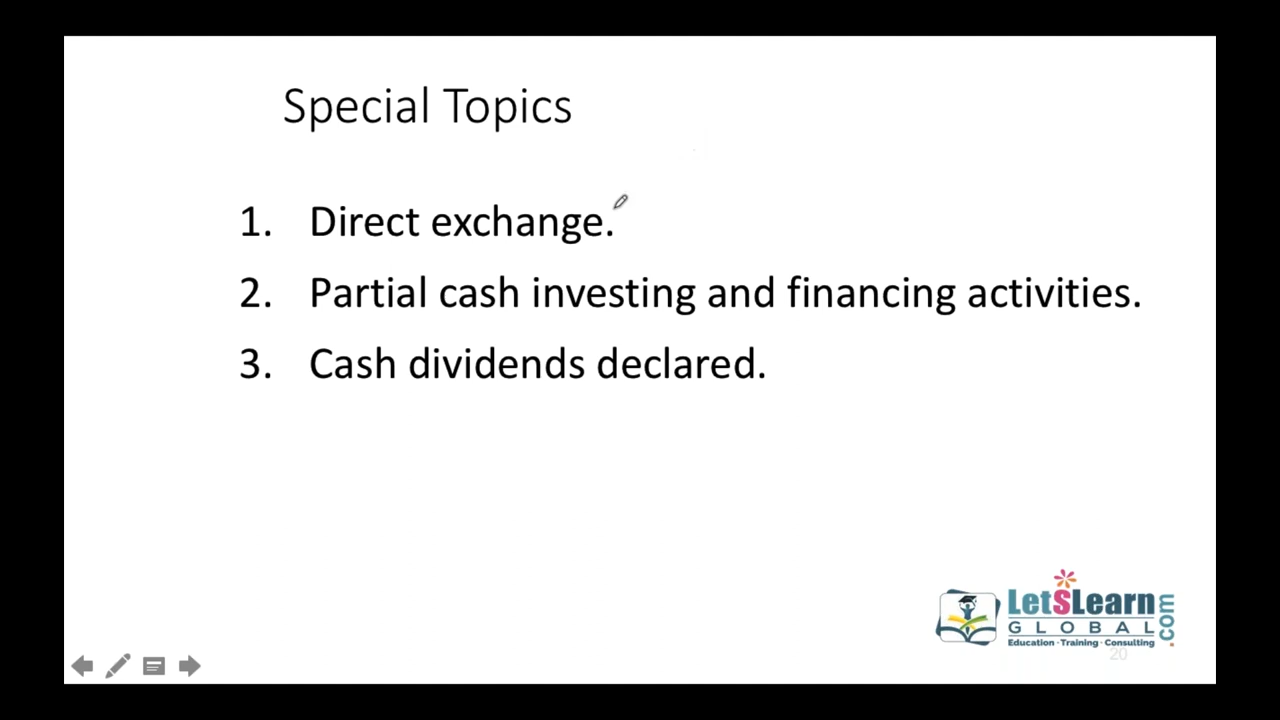 Special Topics
1. Direct exchange.
2. Partial cash investing and financing activities.
3. Cash dividends declared.
LetSLearn
.com
GLOBAL
Education · Training · Consulting
20